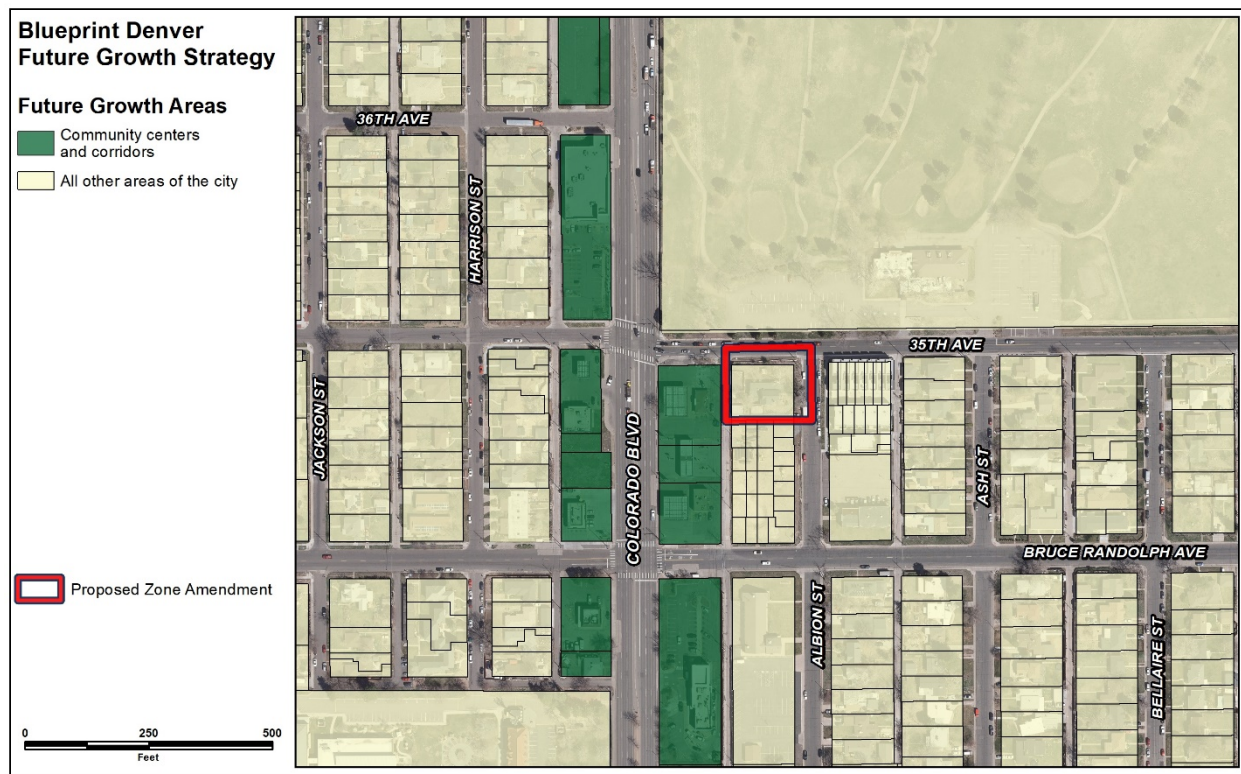 Blueprint Denver
Future Growth Strategy
Future Growth Areas
Community centers
and corridors
All other areas of the city
Proposed Zone Amendment
0 250 500
Feet
36TH AVE
HARRISON ST
JACKSON ST
COLORADO BLVD
35TH AVE
ASH ST
BRUCE RANDOLPH AVE
ALBION ST
BELLAIRE ST